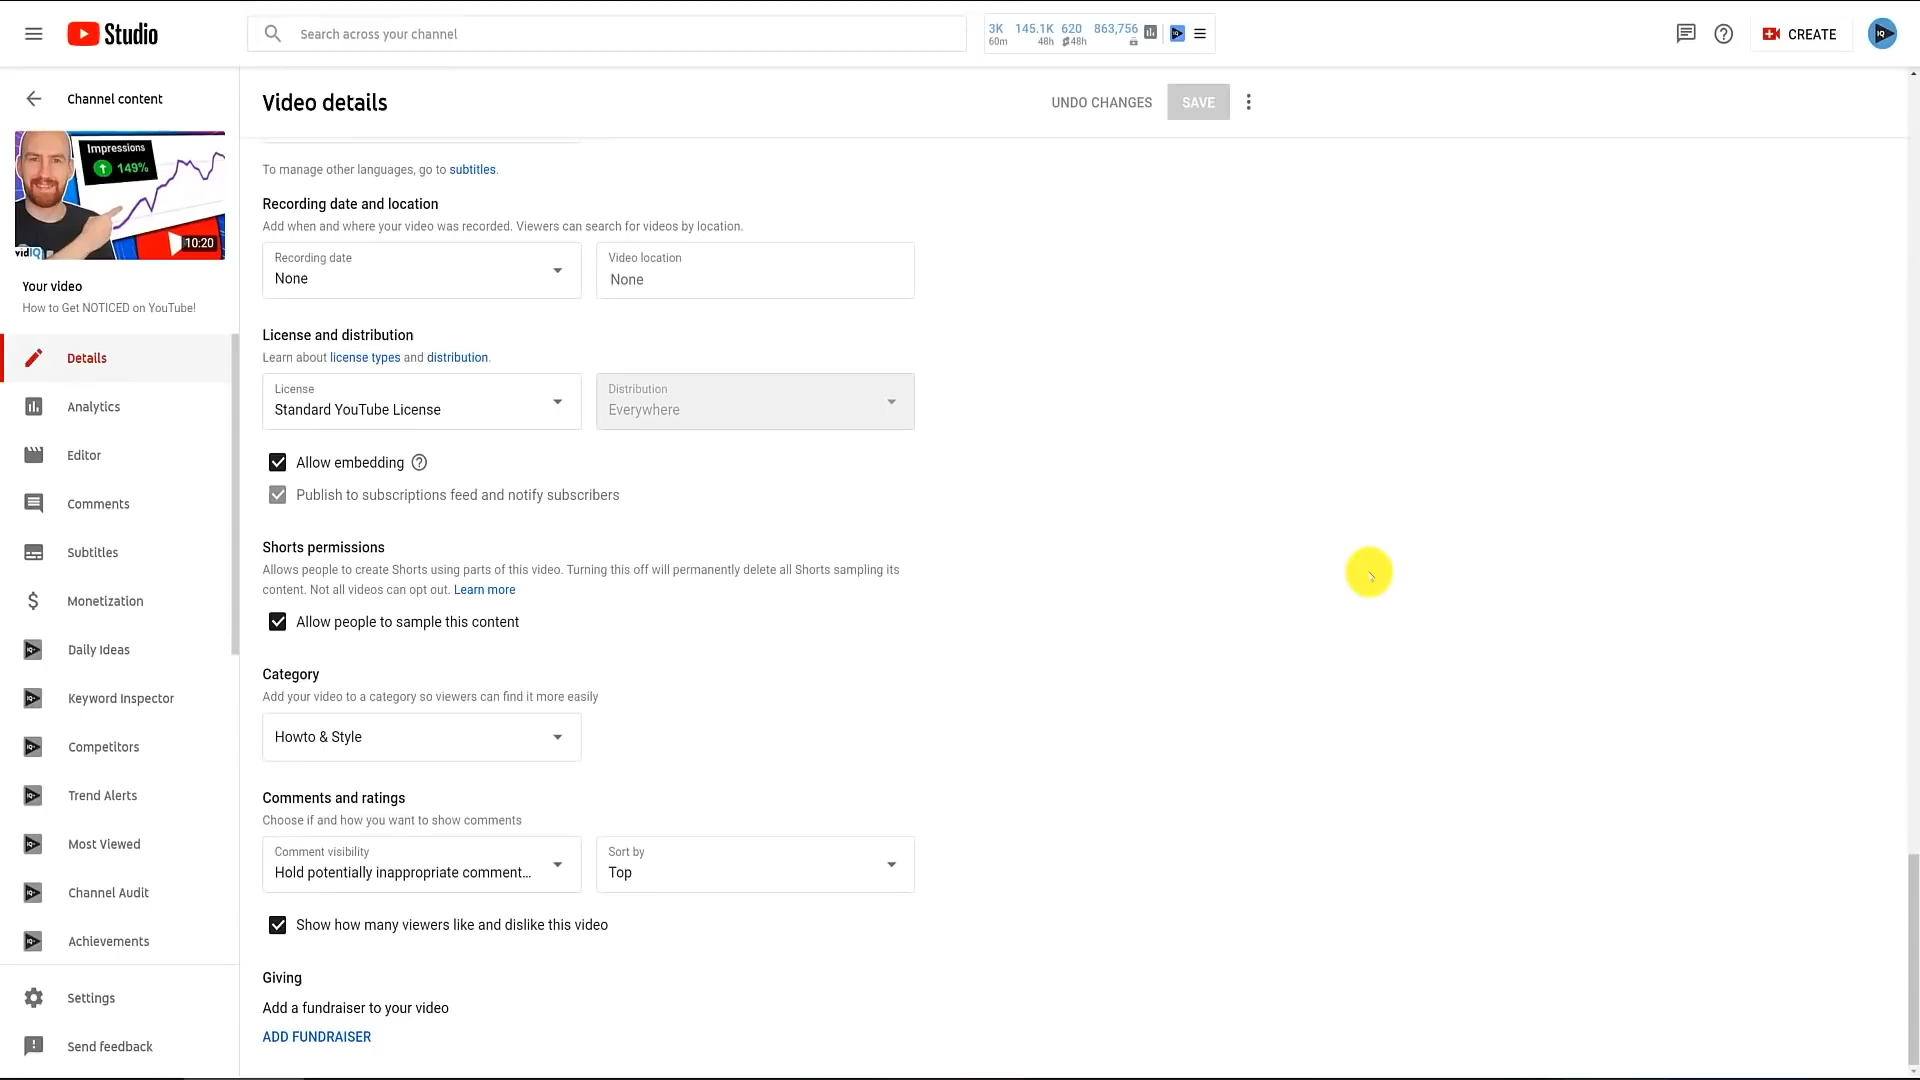 Studio
Search across your channel
3K 145.1K 620 863,756
60m 48h 48h
CREATE
Channel content
Video details
UNDO CHANGES
SAVE
Impressions
149%
vidIQ
10:20
Your video
How to Get NOTICED on YouTube!
Details
Analytics
Editor
Comments
Subtitles
Monetization
Daily Ideas
Keyword Inspector
Competitors
Trend Alerts
Most Viewed
Channel Audit
Achievements
Settings
Send feedback
To manage other languages, go to subtitles.
Recording date and location
Add when and where your video was recorded. Viewers can search for videos by location.
Recording date
None
Video location
None
License and distribution
Learn about license types and distribution.
License
Standard YouTube License
Distribution
Everywhere
Allow embedding
Publish to subscriptions feed and notify subscribers
Shorts permissions
Allows people to create Shorts using parts of this video. Turning this off will permanently delete all Shorts sampling its
content. Not all videos can opt out. Learn more
Allow people to sample this content
Category
Add your video to a category so viewers can find it more easily
Howto & Style
Comments and ratings
Choose if and how you want to show comments
Comment visibility
Hold potentially inappropriate comment...
Sort by
Top
Show how many viewers like and dislike this video
Giving
Add a fundraiser to your video
ADD FUNDRAISER